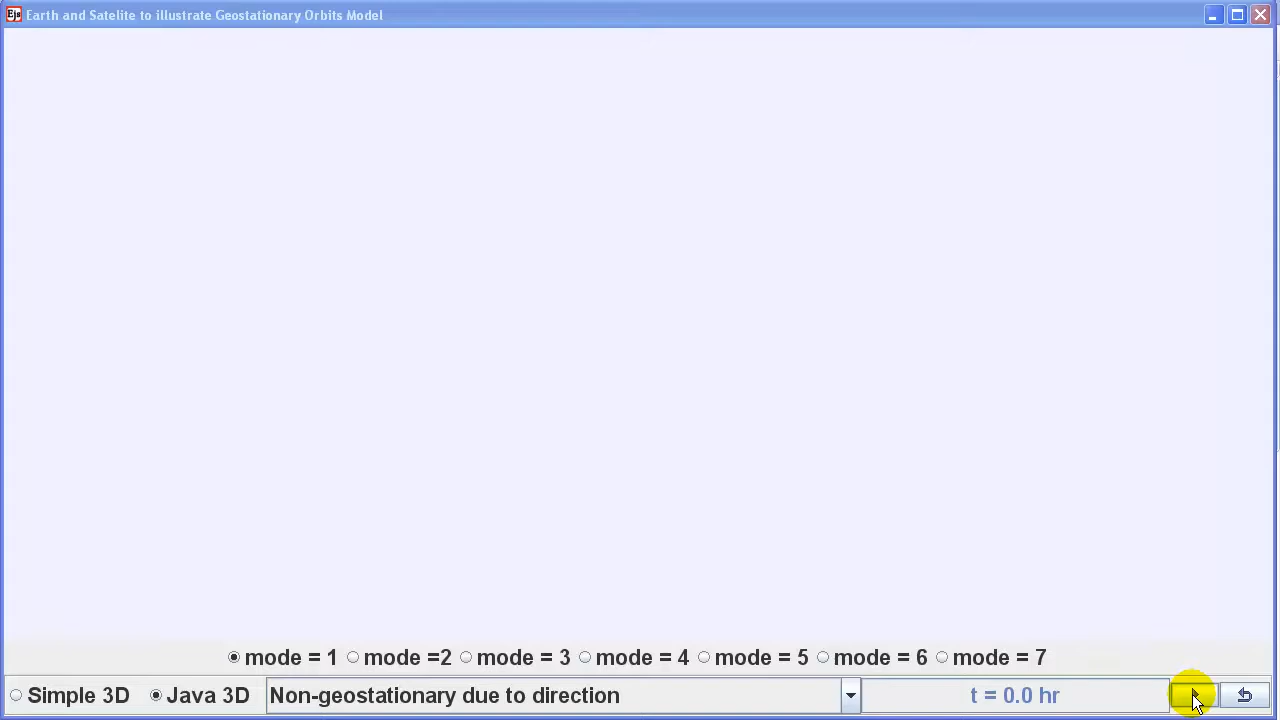 Ejs Earth and Satelite to illustrate Geostationary Orbits Model
mode = 1 mode =2 mode = 3 mode = 4 mode = 5 mode = 6 mode = 7
Simple 3D Java 3D Non-geostationary due to direction t = 0.0 hr